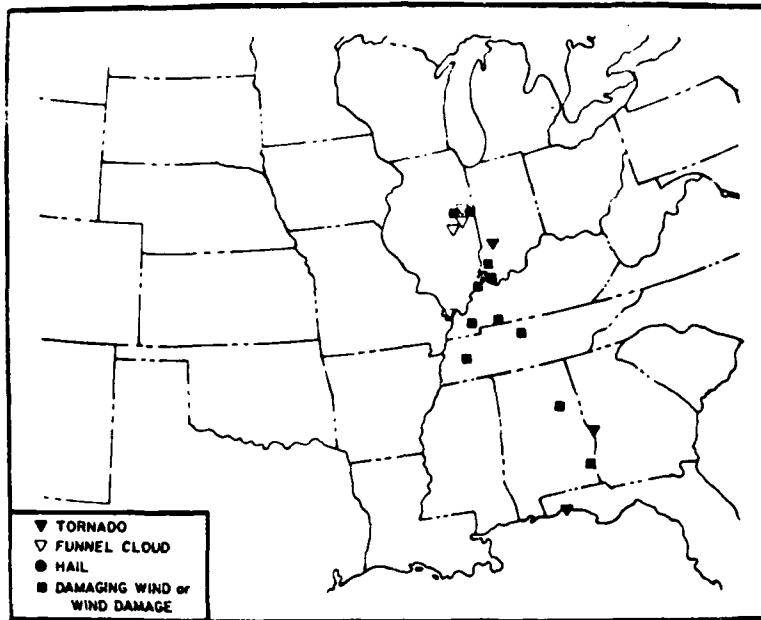 TORNADO
FUNNEL CLOUD
HAIL
DAMAGING WIND or
WIND DAMAGE